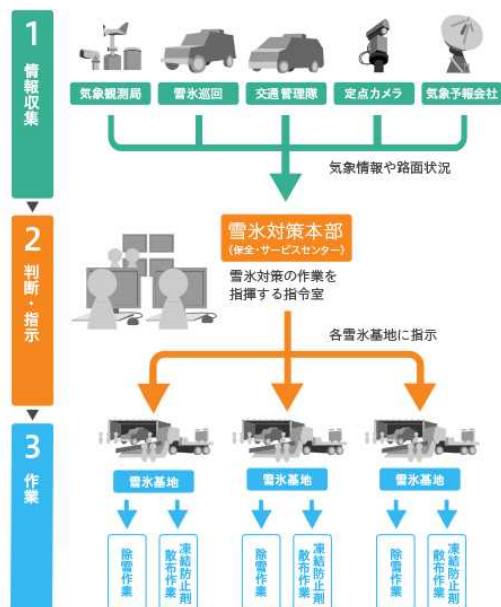 1
情報収集
気象観測局
雪氷巡回
交通管理隊
定点カメラ
気象予報会社
気象情報や路面状況
2
判断・指示
雪氷対策本部
(保全・サービスセンター)
雪氷対策の作業を
指揮する指令室
各雪氷基地に指示
3
作業
雪氷基地
雪氷基地
雪氷基地
除雪作業
凍結防止剤
散布作業
除雪作業
凍結防止剤
散布作業
除雪作業
凍結防止剤
散布作業